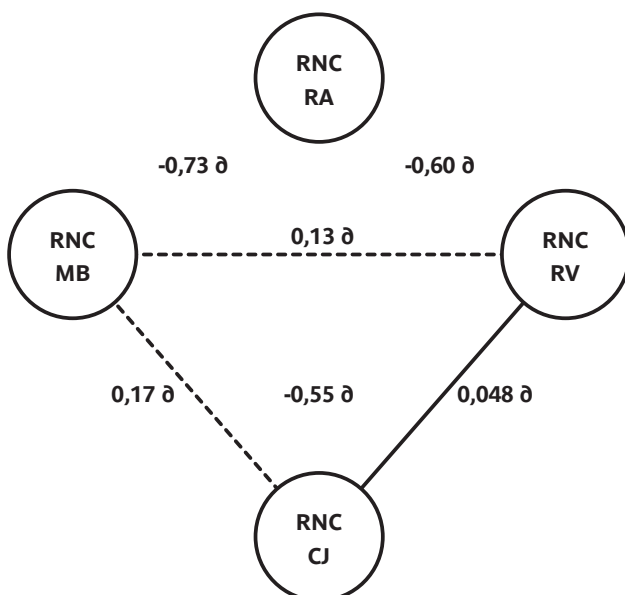 RNC
RA
-0,73 ∂
-0,60 ∂
RNC
MB
0,13 ∂
RNC
RV
0,17 ∂
-0,55 ∂
0,048 ∂
RNC
CJ